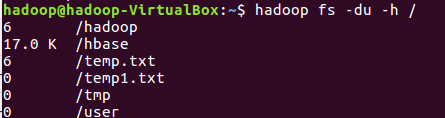 hadoop@hadoop-VirtualBox:~$ hadoop fs -du -h /
6       /hadoop
17.0 K  /hbase
6       /temp.txt
0       /temp1.txt
0       /tmp
0       /user